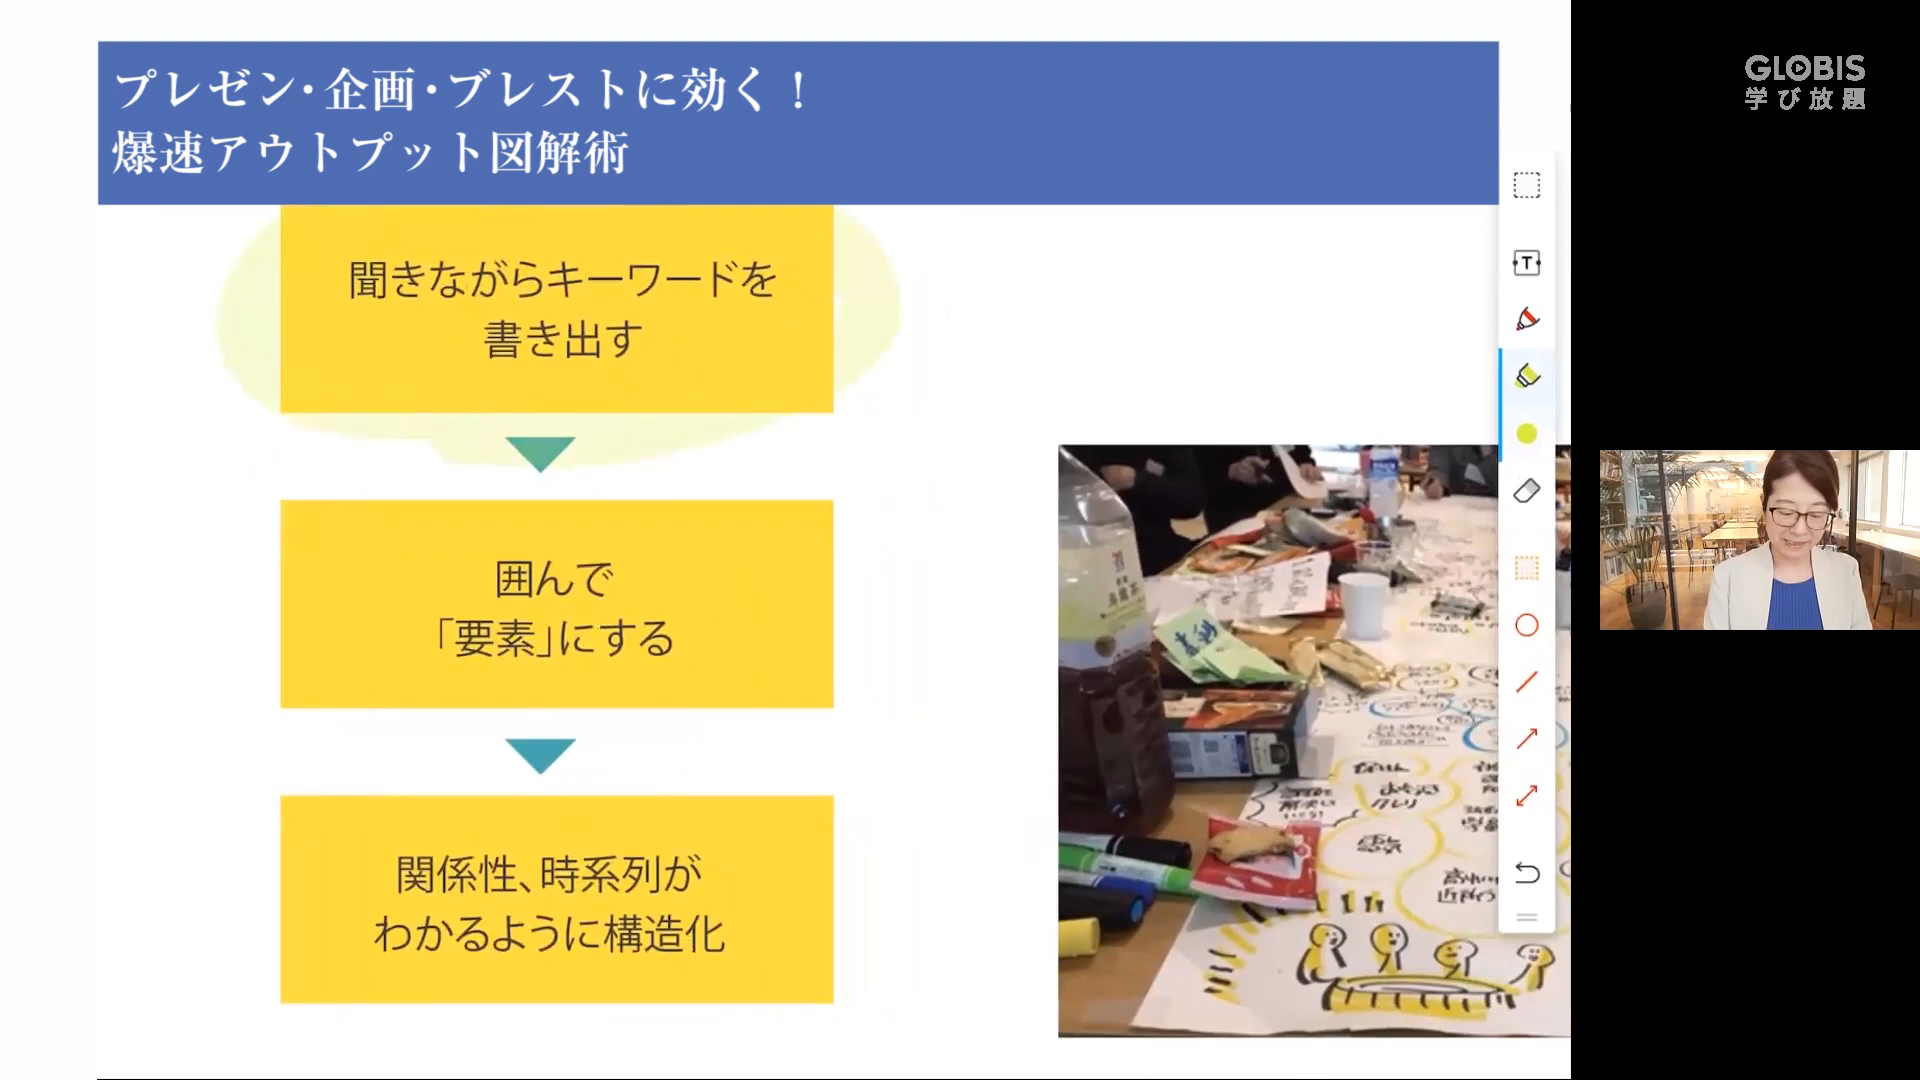 プレゼン・企画・ブレストに効く！
爆速アウトプット図解術
GLOBIS
学び放題
聞きながらキーワードを
書き出す
囲んで
「要素」にする
関係性、時系列が
わかるように構造化
T
電気